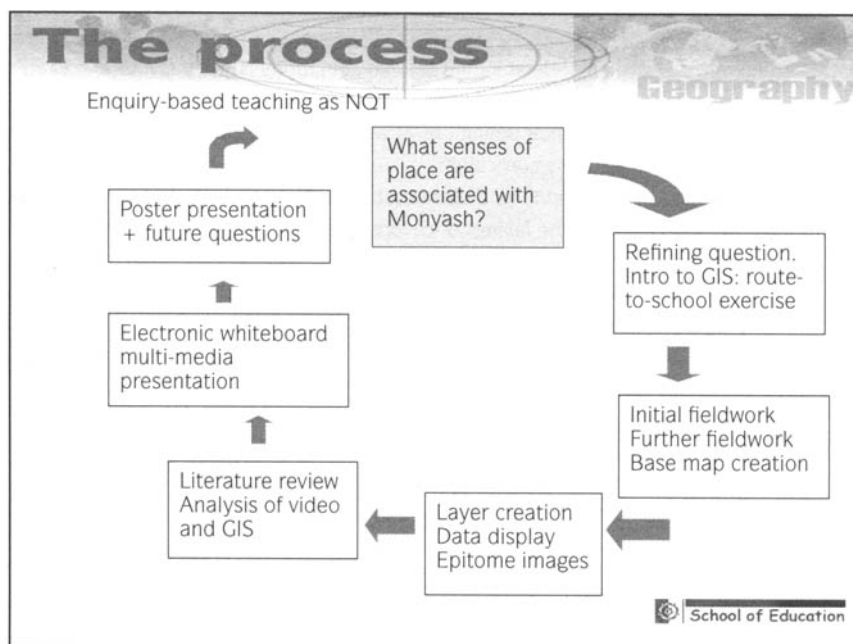 The process
Geography
Enquiry-based teaching as NQT
What senses of
place are
associated with
Monyash?
Refining question.
Intro to GIS: route-
to-school exercise
Initial fieldwork
Further fieldwork
Base map creation
Layer creation
Data display
Epitome images
Literature review
Analysis of video
and GIS
Electronic whiteboard
multi-media
presentation
Poster presentation
+ future questions
School of Education